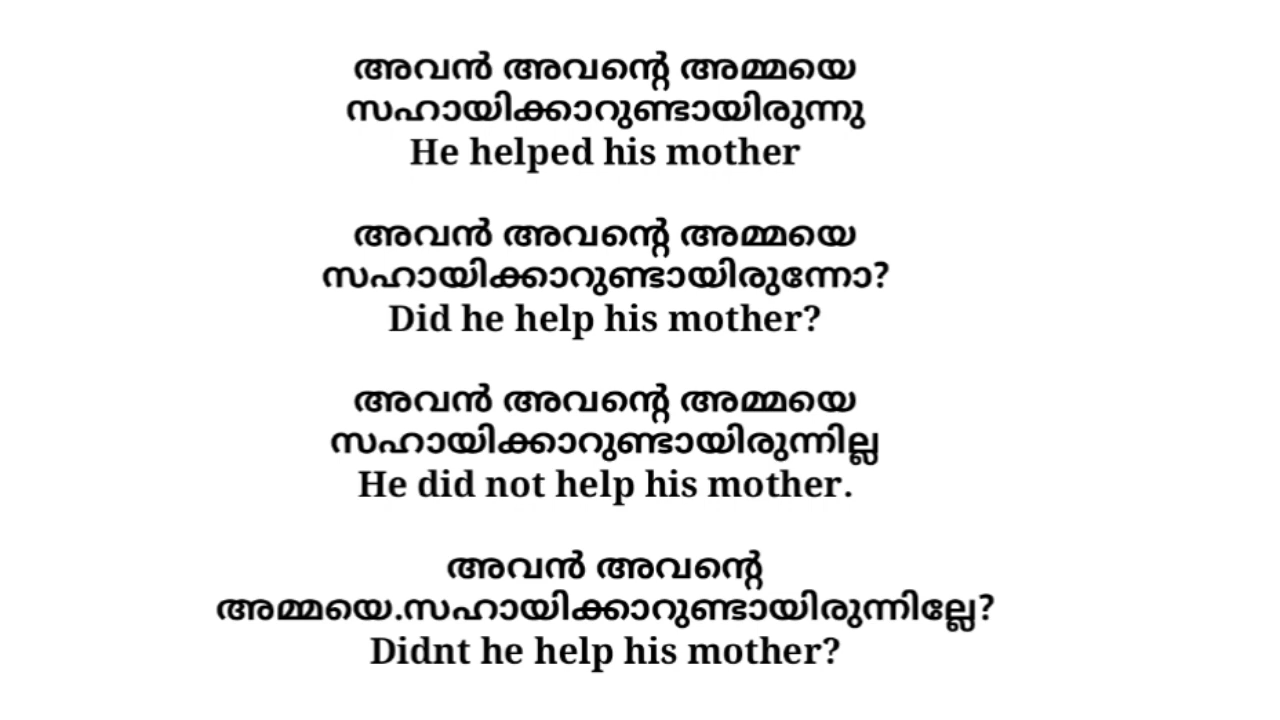 അവൻ അവന്റെ അമ്മയെ
സഹായിക്കാറുണ്ടായിരുന്നു
He helped his mother
അവൻ അവന്റെ അമ്മയെ
സഹായിക്കാറുണ്ടായിരുന്നോ?
Did he help his mother?
അവൻ അവന്റെ അമ്മയെ
സഹായിക്കാറുണ്ടായിരുന്നില്ല
He did not help his mother.
അവൻ അവന്റെ
അമ്മയെ.സഹായിക്കാറുണ്ടായിരുന്നില്ലേ?
Didnt he help his mother?